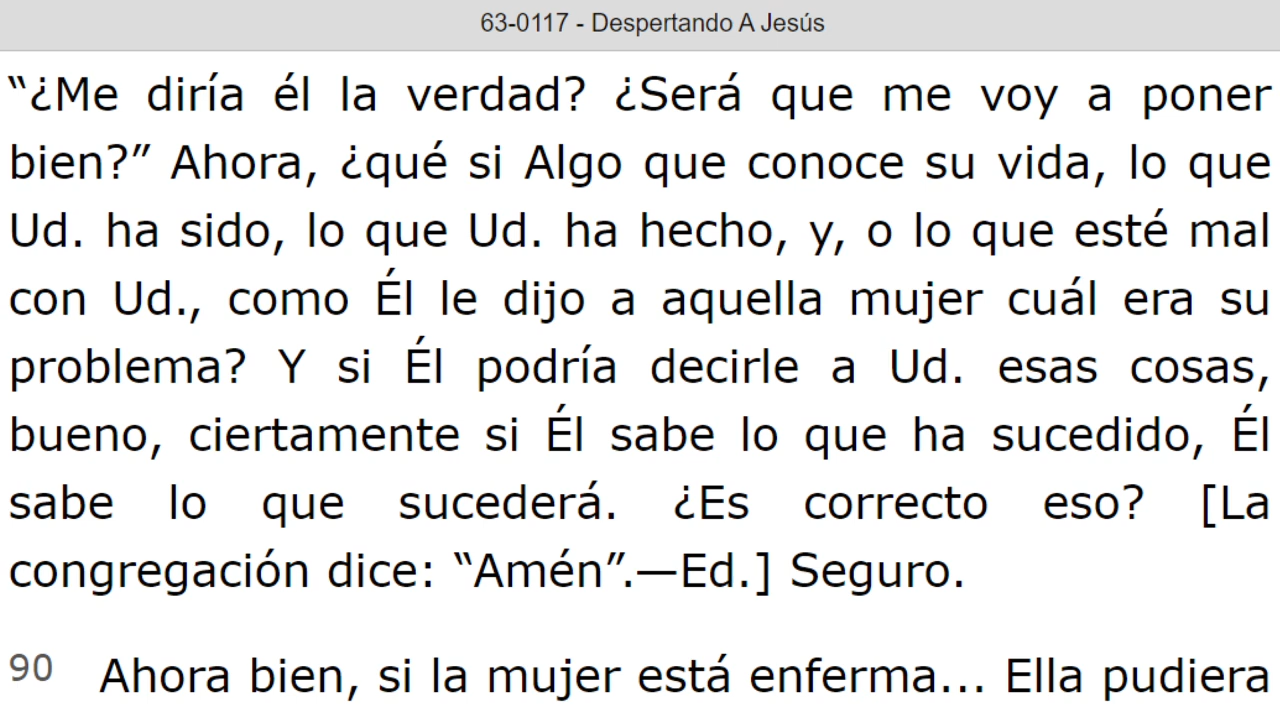 63-0117 - Despertando A Jesús
“¿Me diría él la verdad? ¿Será que me voy a poner
bien?” Ahora, ¿qué si Algo que conoce su vida, lo que
Ud. ha sido, lo que Ud. ha hecho, y, o lo que esté mal
con Ud., como Él le dijo a aquella mujer cuál era su
problema? Y si Él podría decirle a Ud. esas cosas,
bueno, ciertamente si Él sabe lo que ha sucedido, Él
sabe lo que sucederá. ¿Es correcto eso? [La
congregación dice: “Amén”.—Ed.] Seguro.
90 Ahora bien, si la mujer está enferma... Ella pudiera